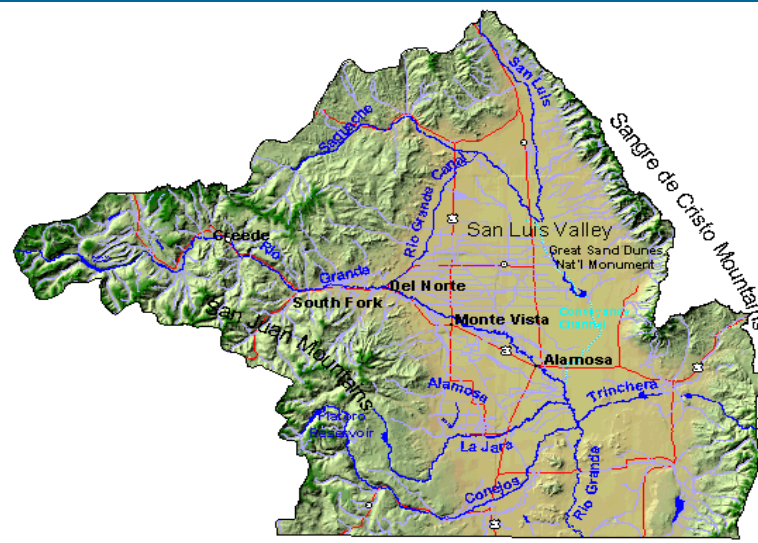 San Luis
Sangre de Cristo Mountains
Saguache
Rio Grande Canal
San Luis Valley
Creede
Rio
Grande
Great Sand Dunes
Nat'l Monument
Del Norte
South Fork
San Juan Mountains
Monte Vista
Channel
Alamosa
Alamosa
Trinchera
Platoro
Reservoir
La Jara
Conejos
Rio Grande